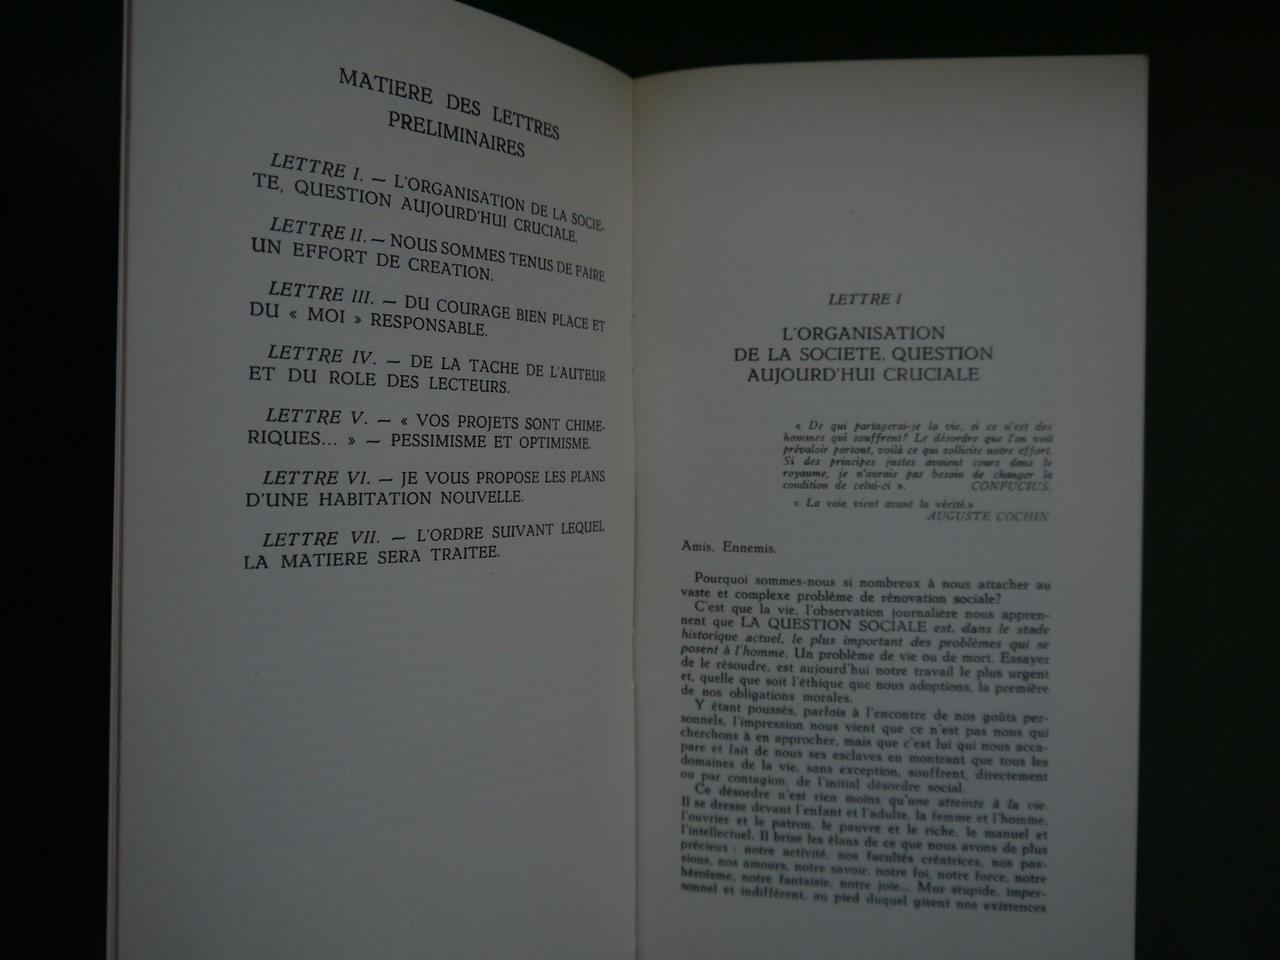 MATIERE DES LETTRES
PRELIMINAIRES
LETTRE I. — L'ORGANISATION DE LA SOCIE-
TE, QUESTION AUJOURD'HUI CRUCIALE.
LETTRE II. — NOUS SOMMES TENUS DE FAIRE
UN EFFORT DE CREATION.
LETTRE III. — DU COURAGE BIEN PLACE ET
DU « MOI » RESPONSABLE.
LETTRE IV. — DE LA TACHE DE L'AUTEUR
ET DU ROLE DES LECTEURS.
LETTRE V. — « VOS PROJETS SONT CHIME-
RIQUES... » — PESSIMISME ET OPTIMISME.
LETTRE VI. — JE VOUS PROPOSE LES PLANS
D'UNE HABITATION NOUVELLE.
LETTRE VII. — L'ORDRE SUIVANT LEQUEL
LA MATIERE SERA TRAITEE.
LETTRE I
L'ORGANISATION
DE LA SOCIETE, QUESTION
AUJOURD'HUI CRUCIALE
« De qui partagerai-je la vie, si ce n'est des
hommes qui souffrent? Le désordre que l'on voit
prévaloir partout, voilà ce qui sollicite notre effort.
Si des principes justes avaient cours dans le
royaume, je n'aurais pas besoin de changer la
condition de celui-ci ». CONFUCIUS.
« La voie vient avant la vérité.»
AUGUSTE COCHIN.
Amis, Ennemis,
Pourquoi sommes-nous si nombreux à nous attacher au
vaste et complexe problème de rénovation sociale?
C'est que la vie, l'observation journalière nous appren-
nent que LA QUESTION SOCIALE est, dans le stade
historique actuel, le plus important des problèmes qui se
posent à l'homme. Un problème de vie ou de mort. Essayer
de le résoudre, est aujourd'hui notre travail le plus urgent
et, quelle que soit l'éthique que nous adoptions, la première
de nos obligations morales.
Y étant poussés, parfois à l'encontre de nos goûts per-
sonnels, l'impression nous vient que ce n'est pas nous qui
cherchons à en approcher, mais que c'est lui qui nous acca-
pare et fait de nous ses esclaves en montrant que tous les
domaines de la vie, sans exception, souffrent, directement
ou par contagion, de l'initial désordre social.
Ce désordre n'est rien moins qu'une atteinte à la vie.
Il se dresse devant l'enfant et l'adulte, la femme et l'homme,
l'ouvrier et le patron, le pauvre et le riche, le manuel et
l'intellectuel. Il brise les élans de ce que nous avons de plus
précieux : notre activité, nos facultés créatrices, nos pas-
sions, nos amours, notre savoir, notre foi, notre force, notre
héroïsme, notre fantaisie, notre joie... Mur stupide, imper-
sonnel et indifférent, au pied duquel gisent nos existences